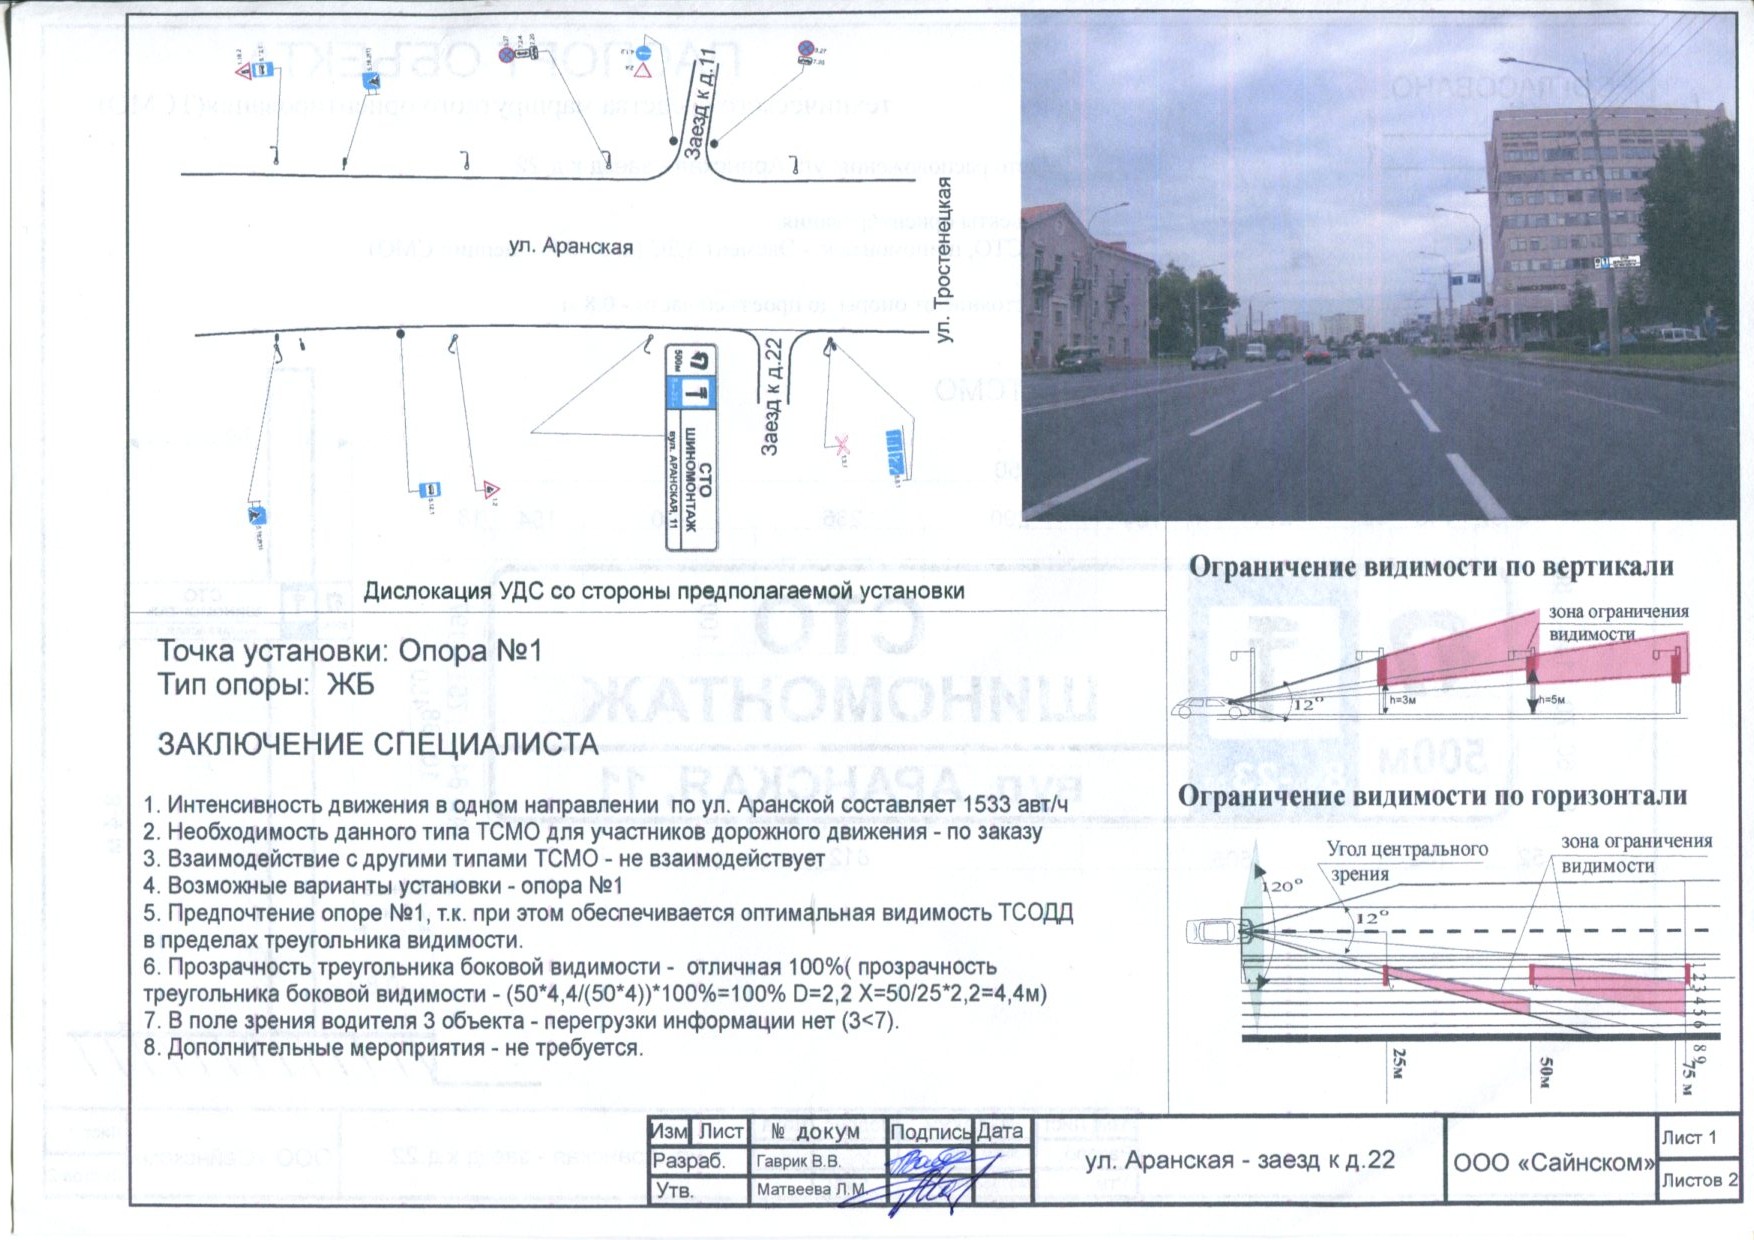 Заезд к д.11
ул. Аранская
ул. Тростенецкая
500м
СТО
ШИНОМОНТАЖ
вул. АРАНСКАЯ, 11
Заезд к д.22
Дислокация УДС со стороны предполагаемой установки
Точка установки: Опора №1
Тип опоры: ЖБ
ЗАКЛЮЧЕНИЕ СПЕЦИАЛИСТА
1. Интенсивность движения в одном направлении по ул. Аранской составляет 1533 авт/ч
2. Необходимость данного типа ТСМО для участников дорожного движения - по заказу
3. Взаимодействие с другими типами ТСМО - не взаимодействует
4. Возможные варианты установки - опора №1
5. Предпочтение опоре №1, т.к. при этом обеспечивается оптимальная видимость ТСОДД
в пределах треугольника видимости.
6. Прозрачность треугольника боковой видимости - отличная 100%( прозрачность
треугольника боковой видимости - (50*4,4/(50*4))*100%=100% D=2,2 X=50/25*2,2=4,4м)
7. В поле зрения водителя 3 объекта - перегрузки информации нет (3<7).
8. Дополнительные мероприятия - не требуется.
Ограничение видимости по вертикали
зона ограничения
видимости
12°
h=3м
h=5м
Ограничение видимости по горизонтали
Угол центрального
зрения
зона ограничения
видимости
120°
12°
1 2 3 4 5 6 8 9
25м
50м
75 м
Изм Лист № докум Подпись Дата
Разраб. Гаврик В.В.
Утв. Матвеева Л.М.
ул. Аранская - заезд к д.22
ООО «Сайнском»
Лист 1
Листов 2